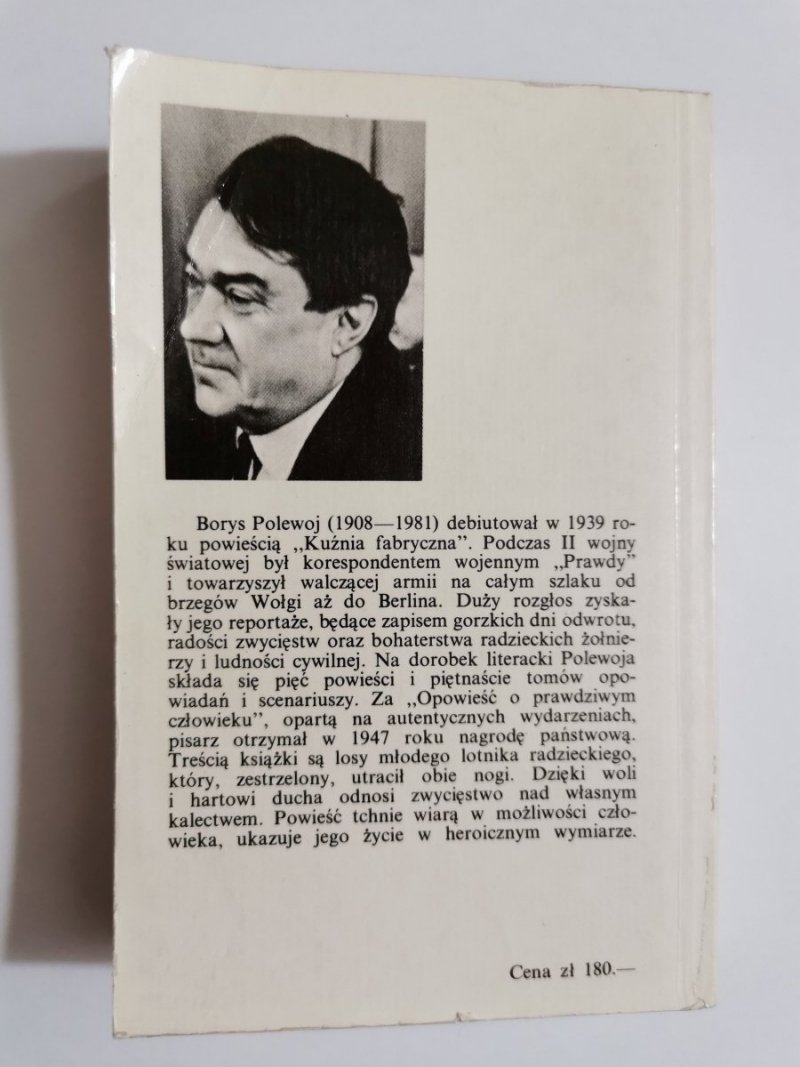 Borys Polewoj (1908—1981) debiutował w 1939 ro-
ku powieścią „Kuźnia fabryczna”. Podczas II wojny
światowej był korespondentem wojennym „Prawdy”
i towarzyszył walczącej armii na całym szlaku od
brzegów Wołgi aż do Berlina. Duży rozgłos zyska-
ły jego reportaże, będące zapisem gorzkich dni odwrotu,
radości zwycięstw oraz bohaterstwa radzieckich żołnie-
rzy i ludności cywilnej. Na dorobek literacki Polewoja
składa się pięć powieści i piętnaście tomów opo-
wiadań i scenariuszy. Za „Opowieść o prawdziwym
człowieku”, opartą na autentycznych wydarzeniach,
pisarz otrzymał w 1947 roku nagrodę państwową.
Treścią książki są losy młodego lotnika radzieckiego,
który, zestrzelony, utracił obie nogi. Dzięki woli
i hartowi ducha odnosi zwycięstwo nad własnym
kalectwem. Powieść tchnie wiarą w możliwości czło-
wieka, ukazuje jego życie w heroicznym wymiarze.
Cena zł 180.—